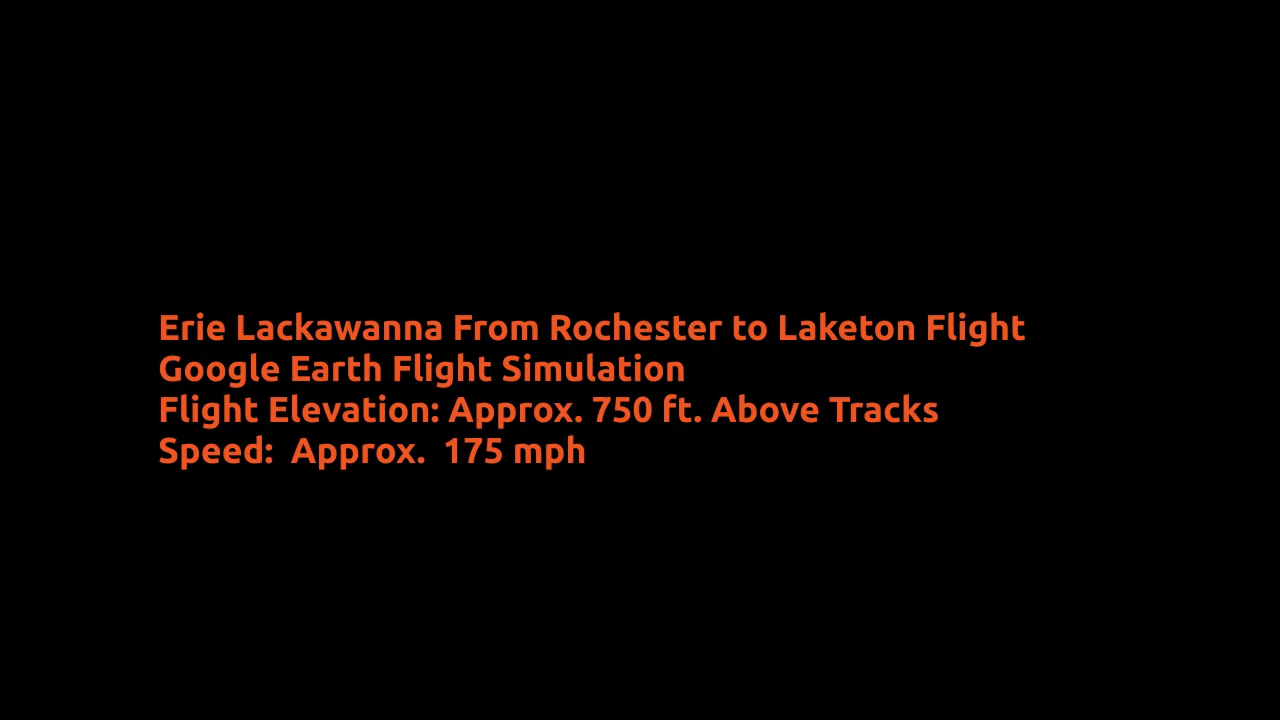 Erie Lackawanna From Rochester to Laketon Flight
Google Earth Flight Simulation
Flight Elevation: Approx. 750 ft. Above Tracks
Speed:  Approx.  175 mph